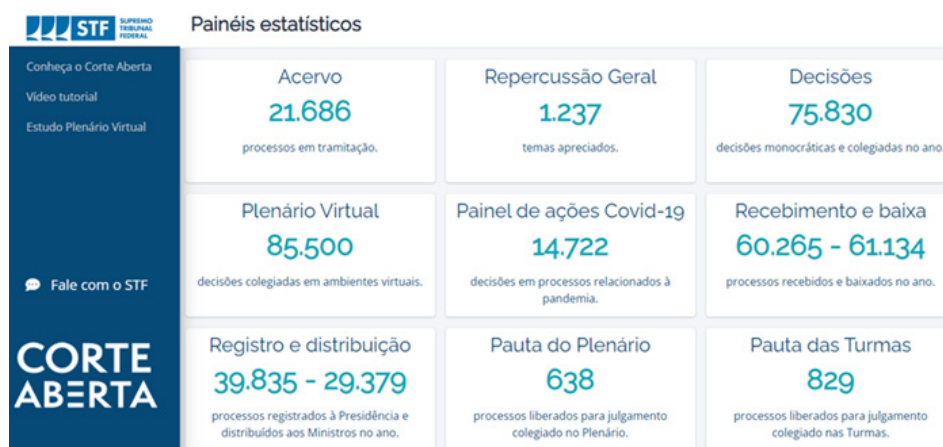 STF SUPREMO
TRIBUNAL
FEDERAL
Painéis estatísticos
Conheça o Corte Aberta
Vídeo tutorial
Estudo Plenário Virtual
Fale com o STF
CORTE
ABERTA
Acervo
21.686
processos em tramitação.
Repercussão Geral
1.237
temas apreciados.
Decisões
75.830
decisões monocráticas e colegiadas no ano.
Plenário Virtual
85.500
decisões colegiadas em ambientes virtuais.
Painel de ações Covid-19
14.722
decisões em processos relacionados à
pandemia.
Recebimento e baixa
60.265 - 61.134
processos recebidos e baixados no ano.
Registro e distribuição
39.835 - 29.379
processos registrados à Presidência e
distribuídos aos Ministros no ano.
Pauta do Plenário
638
processos liberados para julgamento
colegiado no Plenário.
Pauta das Turmas
829
processos liberados para julgamento
colegiado nas Turmas.